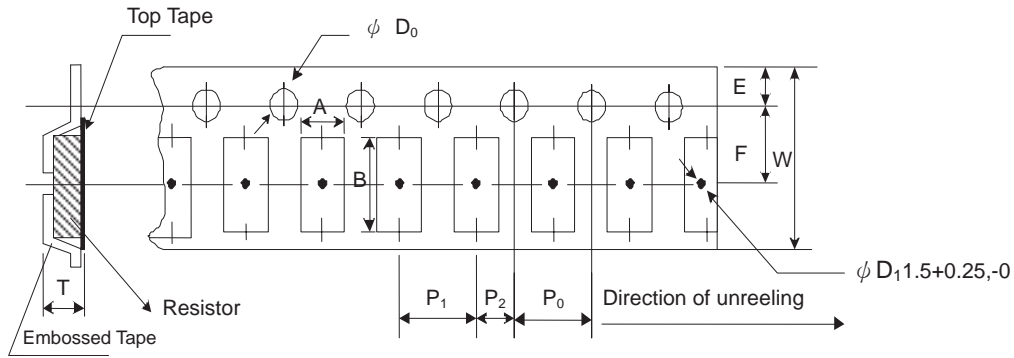 Top Tape
ϕ D₀
E
A
F
W
B
ϕ D₁ 1.5+0.25,-0
T
P₁
P₂
P₀
Direction of unreeling
Resistor
Embossed Tape